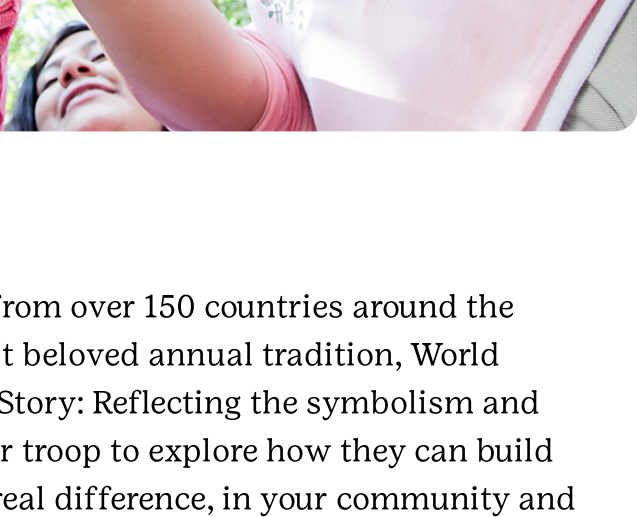 from over 150 countries around the
t beloved annual tradition, World
Story: Reflecting the symbolism and
r troop to explore how they can build
real difference, in your community and